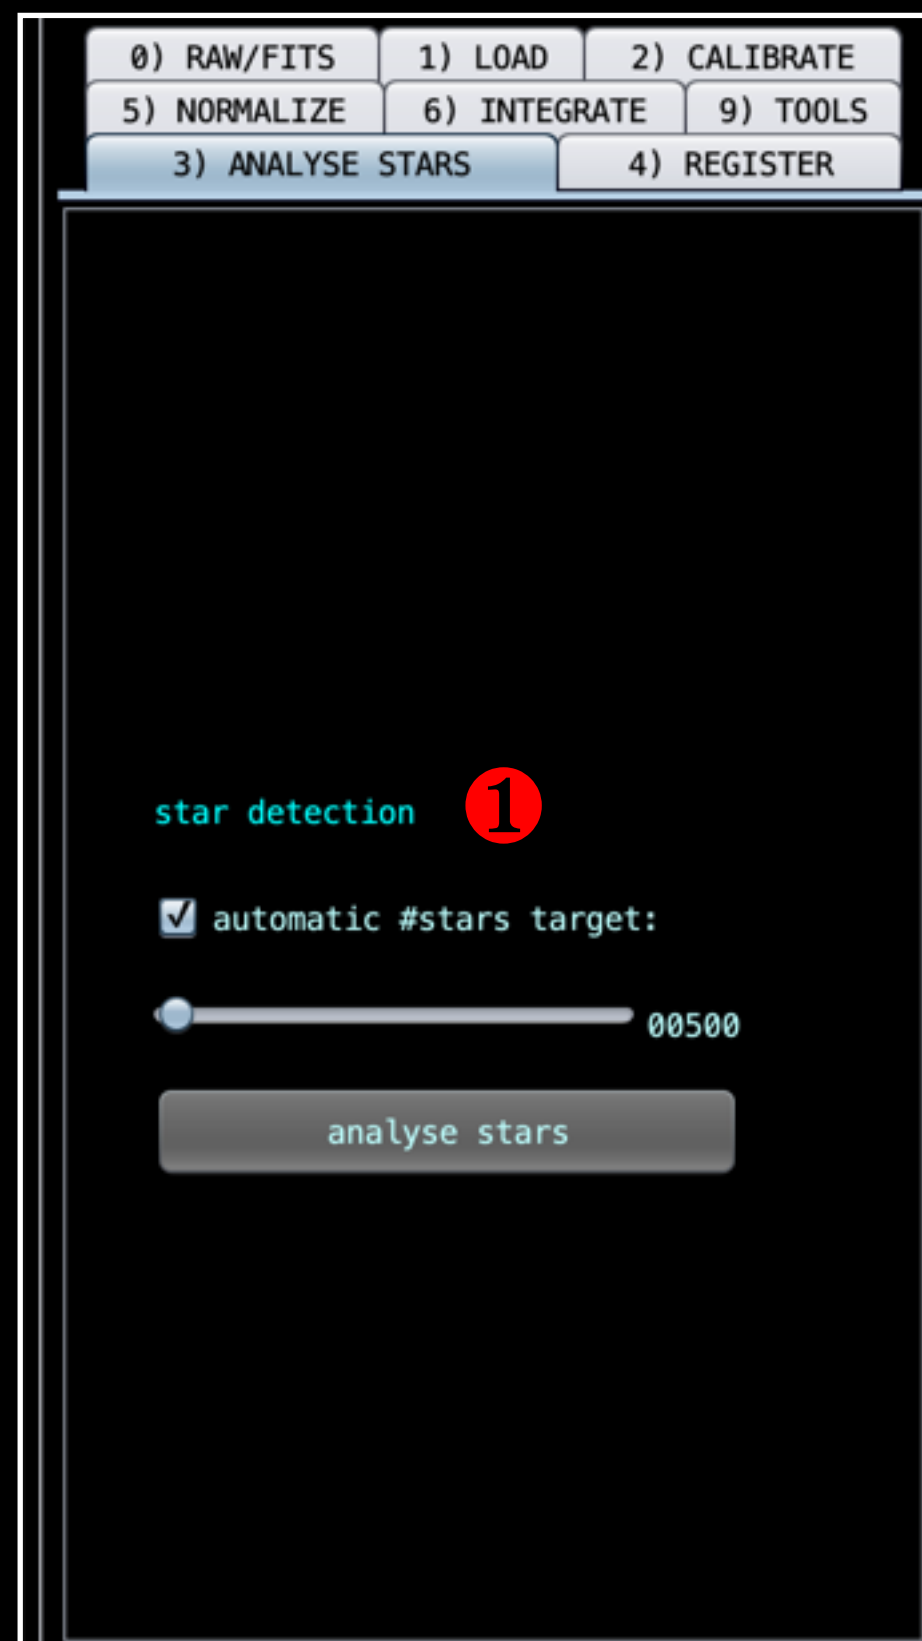 0) RAW/FITS 1) LOAD 2) CALIBRATE
5) NORMALIZE 6) INTEGRATE 9) TOOLS
3) ANALYSE STARS 4) REGISTER
star detection 1
automatic #stars target:
00500
analyse stars